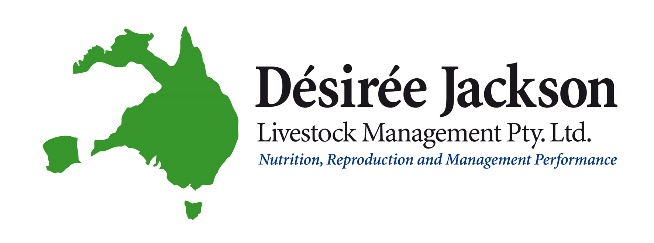 Désirée Jackson
Livestock Management Pty. Ltd.
Nutrition, Reproduction and Management Performance